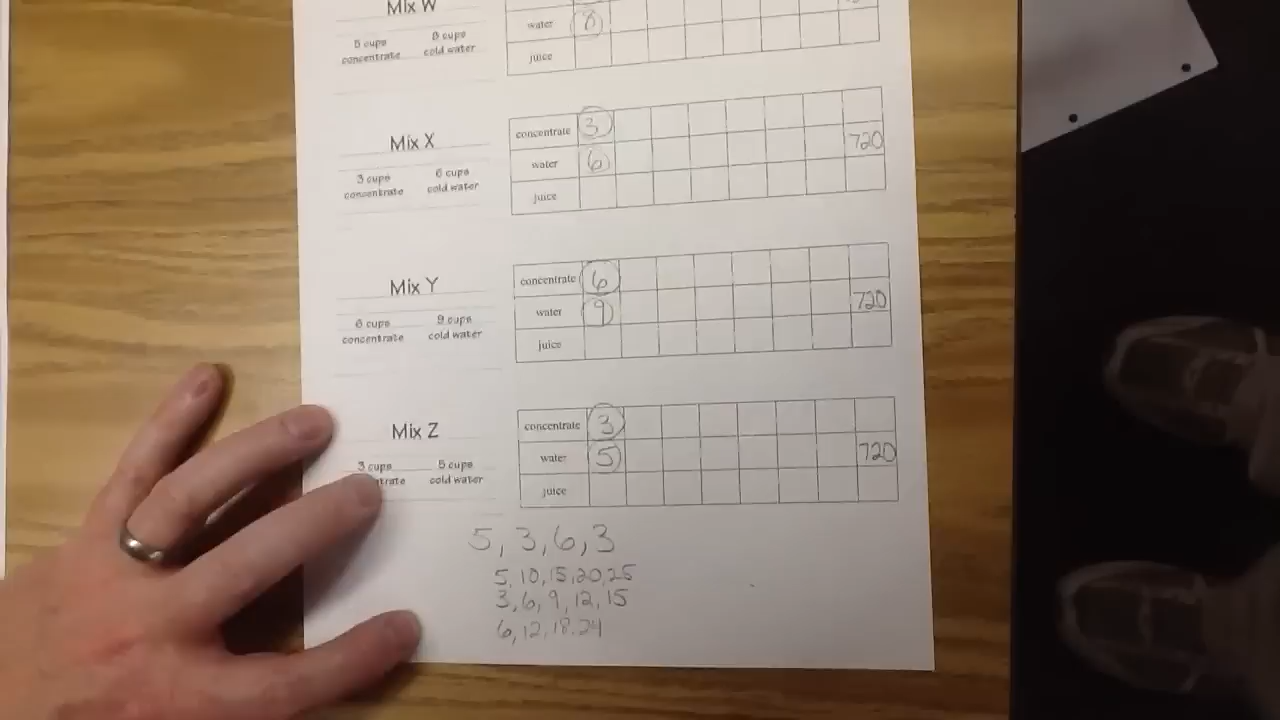 Mix W
5 cups
concentrate
8 cups
cold water
water 8
juice
Mix X
3 cups
concentrate
6 cups
cold water
concentrate 3
water 6 720
juice
Mix Y
6 cups
concentrate
9 cups
cold water
concentrate 6
water 9 720
juice
Mix Z
3 cups
trate
5 cups
cold water
concentrate 3
water 5 720
juice
5, 3, 6, 3
5, 10, 15, 20, 25
3, 6, 9, 12, 15
6, 12, 18, 24